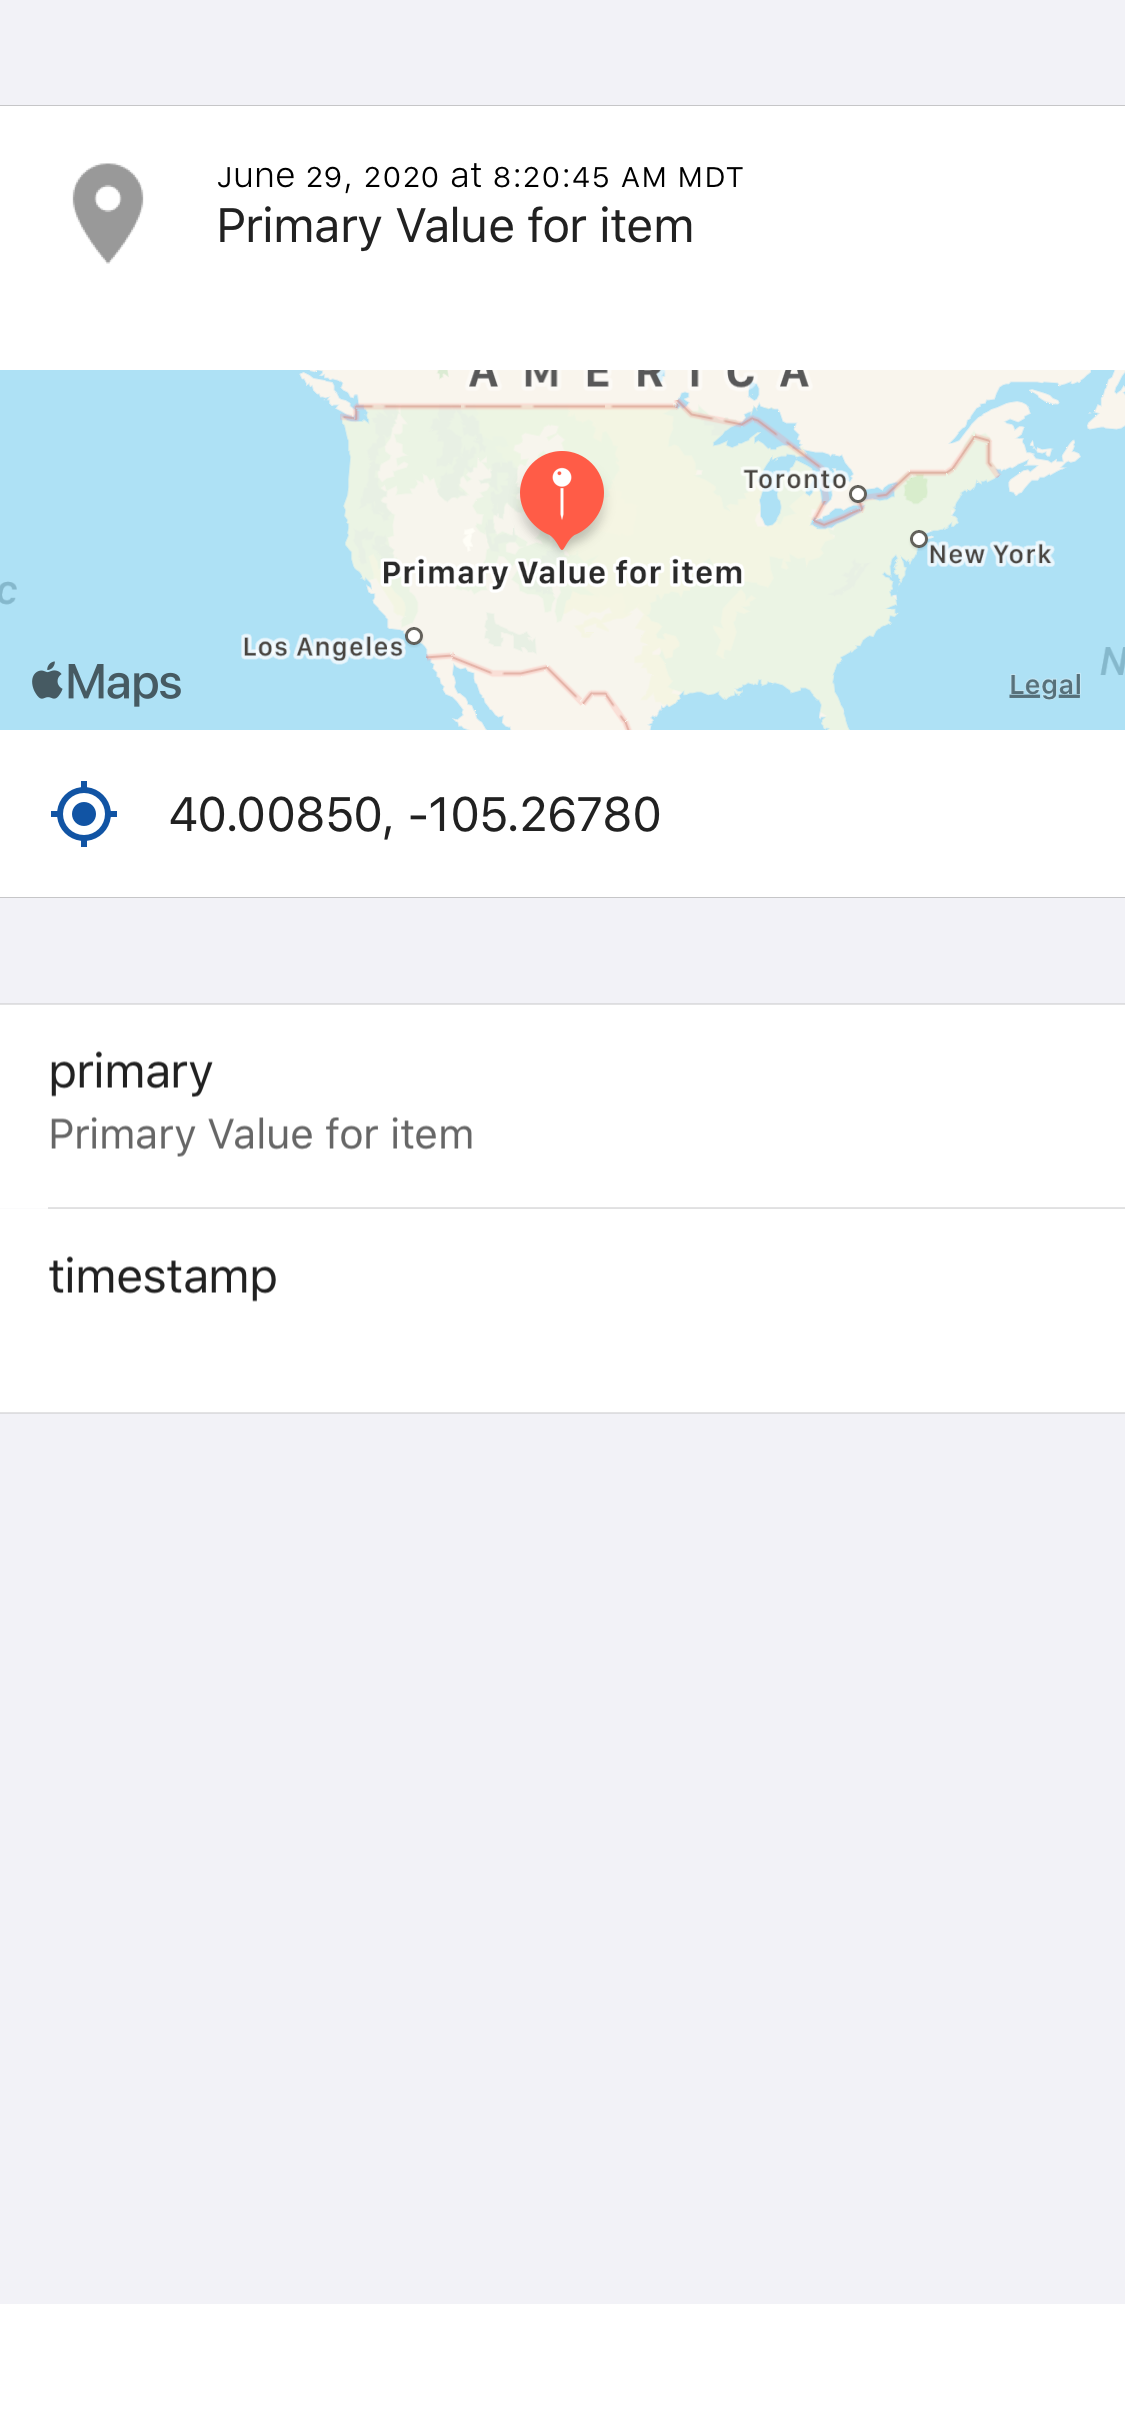 June 29, 2020 at 8:20:45 AM MDT
Primary Value for item
AMERICA
Toronto
New York
Primary Value for item
Los Angeles
Maps
Legal
40.00850, -105.26780
primary
Primary Value for item
timestamp